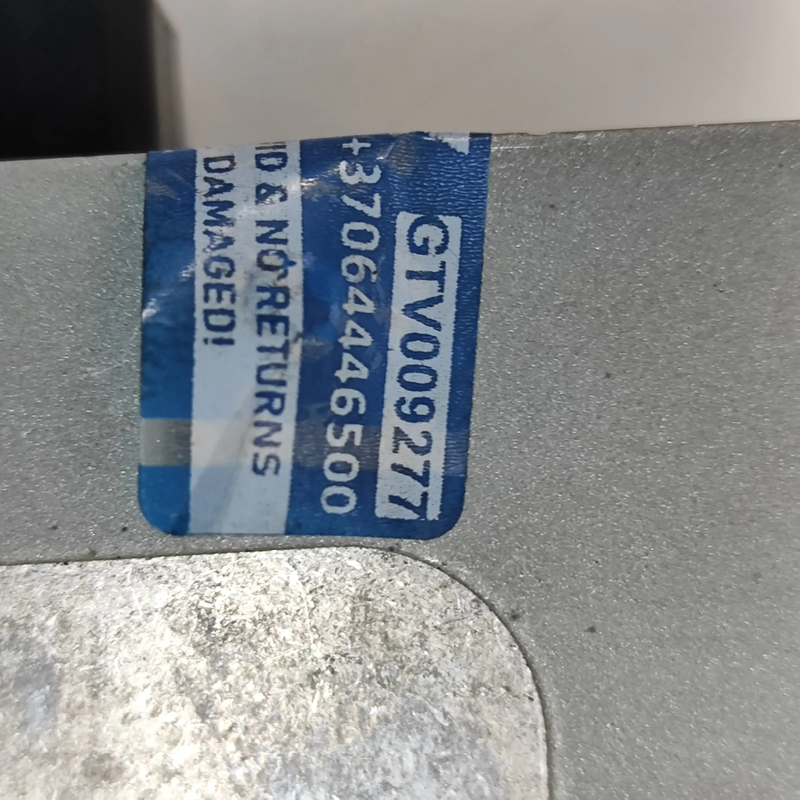 GTV009277
+37064446500
ID & NO RETURNS
DAMAGED!